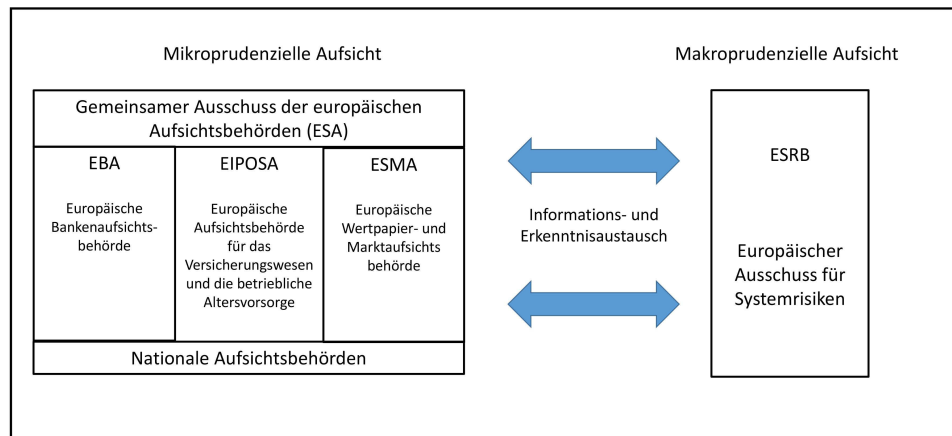 Mikroprudenzielle Aufsicht
Makroprudenzielle Aufsicht
Gemeinsamer Ausschuss der europäischen
Aufsichtsbehörden (ESA)
EBA
Europäische
Bankenaufsichts-
behörde
EIPOSA
Europäische
Aufsichtsbehörde
für das
Versicherungswesen
und die betriebliche
Altersvorsorge
ESMA
Europäische
Wertpapier- und
Marktaufsichts
behörde
Nationale Aufsichtsbehörden
Informations- und
Erkenntnisaustausch
ESRB
Europäischer
Ausschuss für
Systemrisiken